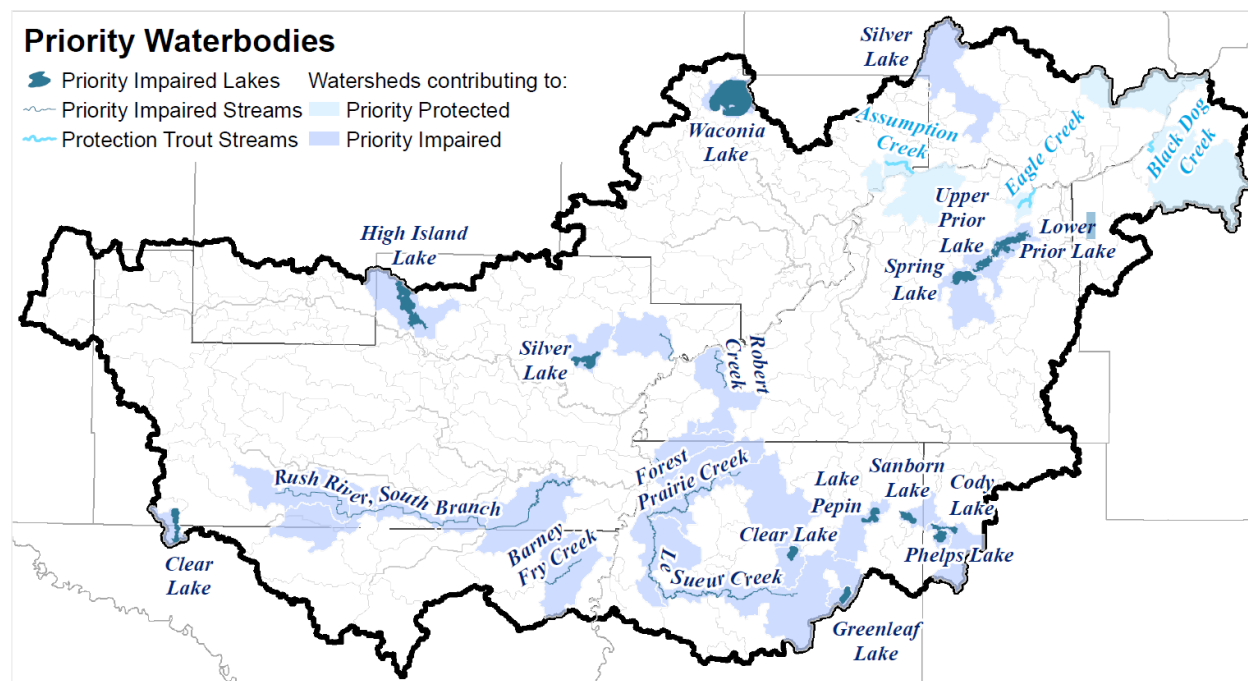 Priority Waterbodies
Priority Impaired Lakes
Priority Impaired Streams
Protection Trout Streams
Watersheds contributing to:
Priority Protected
Priority Impaired
Silver
Lake
Waconia
Lake
Assumption
Creek
Eagle Creek
Black Dog
Creek
Upper
Prior
Lake
Lower
Prior Lake
Spring
Lake
High Island
Lake
Silver
Lake
Robert
Creek
Forest
Prairie Creek
Rush River, South Branch
Barney
Fry Creek
Le
Sueur Creek
Clear Lake
Lake
Pepin
Sanborn
Lake
Cody
Lake
Phelps Lake
Clear
Lake
Greenleaf
Lake